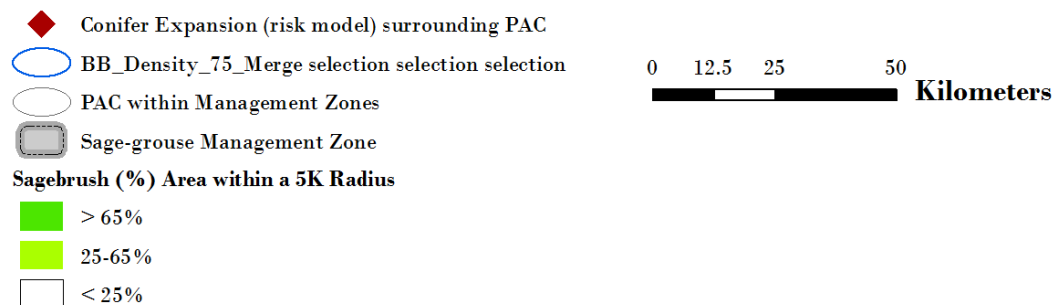 Conifer Expansion (risk model) surrounding PAC
BB_Density_75_Merge selection selection selection
PAC within Management Zones
Sage-grouse Management Zone
Sagebrush (%) Area within a 5K Radius
> 65%
25-65%
< 25%
0 12.5 25 50
Kilometers